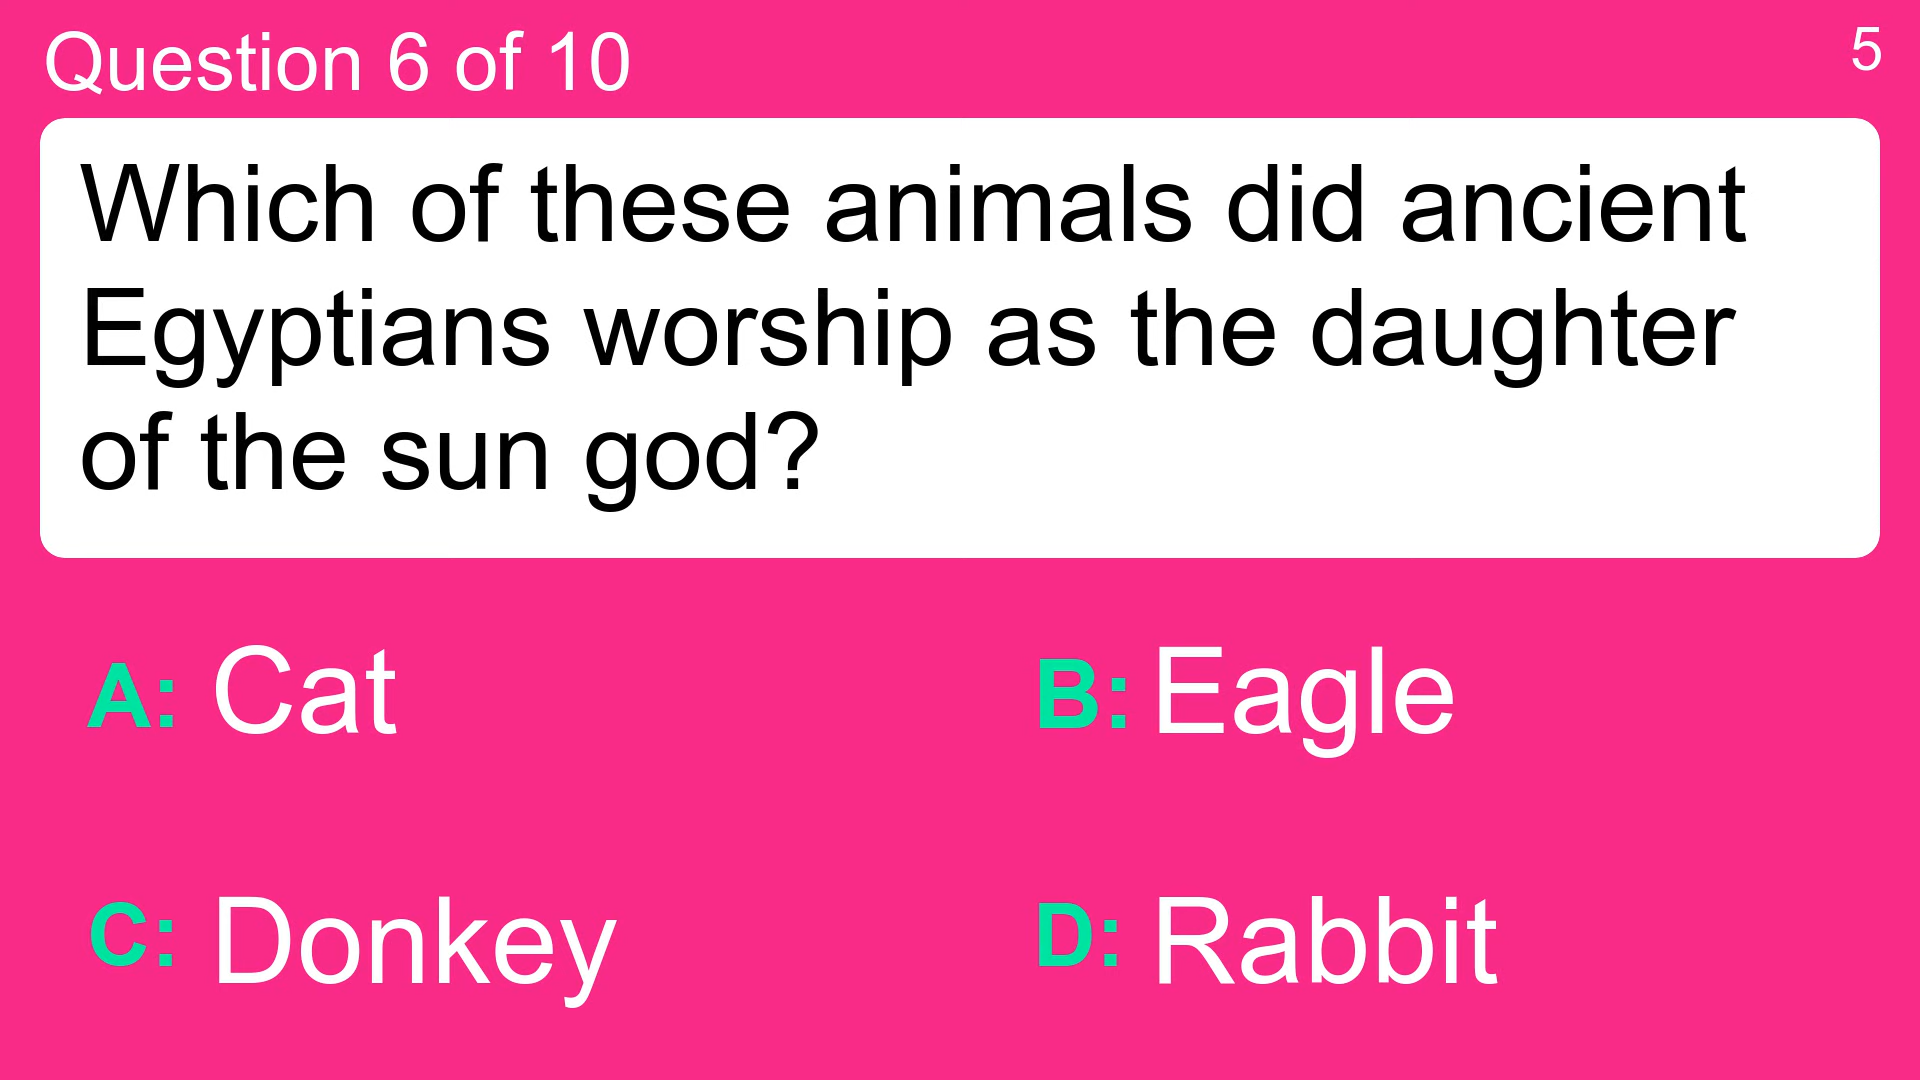 Question 6 of 10
5
Which of these animals did ancient
Egyptians worship as the daughter
of the sun god?
A: Cat
B: Eagle
C: Donkey
D: Rabbit